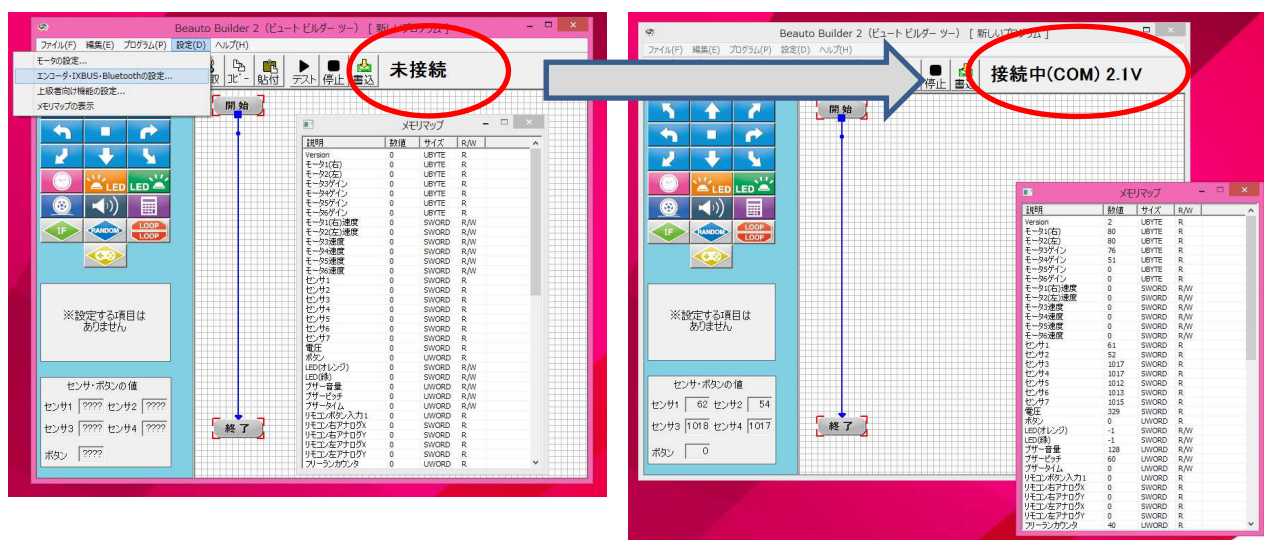 Beauto Builder 2（ビュート ビルダー ツー） [ 新しいプログラム ]
ファイル(F) 編集(E) プログラム(P) 設定(D) ヘルプ(H)
モータの設定...
エンコーダ・IXBUS・Bluetoothの設定...
上級者向け機能の設定...
メモリマップの表示
コピー 貼付 テスト 停止 書込
未接続
開始
LED LED
IF RANDOM LOOP
LOOP
※設定する項目は
ありません
センサ・ボタンの値
センサ1 ???? センサ2 ????
センサ3 ???? センサ4 ????
ボタン ????
終了
メモリマップ
説明 数値 サイズ R/W
Version 0 UBYTE R
モータ1(右) 0 UBYTE R
モータ2(左) 0 UBYTE R
モータ3ゲイン 0 UBYTE R
モータ4ゲイン 0 UBYTE R
モータ5ゲイン 0 UBYTE R
モータ6ゲイン 0 UBYTE R
モータ1(右)速度 0 SWORD R/W
モータ2(左)速度 0 SWORD R/W
モータ3速度 0 SWORD R/W
モータ4速度 0 SWORD R/W
モータ5速度 0 SWORD R/W
モータ6速度 0 SWORD R/W
センサ1 0 SWORD R
センサ2 0 SWORD R
センサ3 0 SWORD R
センサ4 0 SWORD R
センサ5 0 SWORD R
センサ6 0 SWORD R
センサ7 0 SWORD R
電圧 0 SWORD R
ボタン 0 UWORD R
LED(オレンジ) 0 SWORD R/W
LED(緑) 0 SWORD R/W
ブザー音量 0 UWORD R/W
ブザーピッチ 0 UWORD R/W
ブザータイム 0 UWORD R/W
リモコンボタン入力1 0 UWORD R
リモコン右アナログX 0 SWORD R
リモコン右アナログY 0 SWORD R
リモコン左アナログX 0 SWORD R
リモコン左アナログY 0 SWORD R
フリーランカウンタ 0 UWORD R
Beauto Builder 2（ビュート ビルダー ツー） [ 新しいプログラム ]
ファイル(F) 編集(E) プログラム(P) 設定(D) ヘルプ(H)
停止 書込
接続中(COM) 2.1V
開始
LED LED
IF RANDOM LOOP
LOOP
※設定する項目は
ありません
センサ・ボタンの値
センサ1 62 センサ2 54
センサ3 1018 センサ4 1017
ボタン 0
終了
メモリマップ
説明 数値 サイズ R/W
Version 2 UBYTE R
モータ1(右) 80 UBYTE R
モータ2(左) 80 UBYTE R
モータ3ゲイン 76 UBYTE R
モータ4ゲイン 51 UBYTE R
モータ5ゲイン 0 UBYTE R
モータ6ゲイン 0 UBYTE R
モータ1(右)速度 0 SWORD R/W
モータ2(左)速度 0 SWORD R/W
モータ3速度 0 SWORD R/W
モータ4速度 0 SWORD R/W
モータ5速度 0 SWORD R/W
モータ6速度 0 SWORD R/W
センサ1 61 SWORD R
センサ2 52 SWORD R
センサ3 1017 SWORD R
センサ4 1017 SWORD R
センサ5 1012 SWORD R
センサ6 1013 SWORD R
センサ7 1015 SWORD R
電圧 329 SWORD R
ボタン 0 UWORD R
LED(オレンジ) -1 SWORD R/W
LED(緑) -1 SWORD R/W
ブザー音量 128 UWORD R/W
ブザーピッチ 60 UWORD R/W
ブザータイム 0 UWORD R/W
リモコンボタン入力1 0 UWORD R
リモコン右アナログX 0 SWORD R
リモコン右アナログY 0 SWORD R
リモコン左アナログX 0 SWORD R
リモコン左アナログY 0 SWORD R
フリーランカウンタ 40 UWORD R